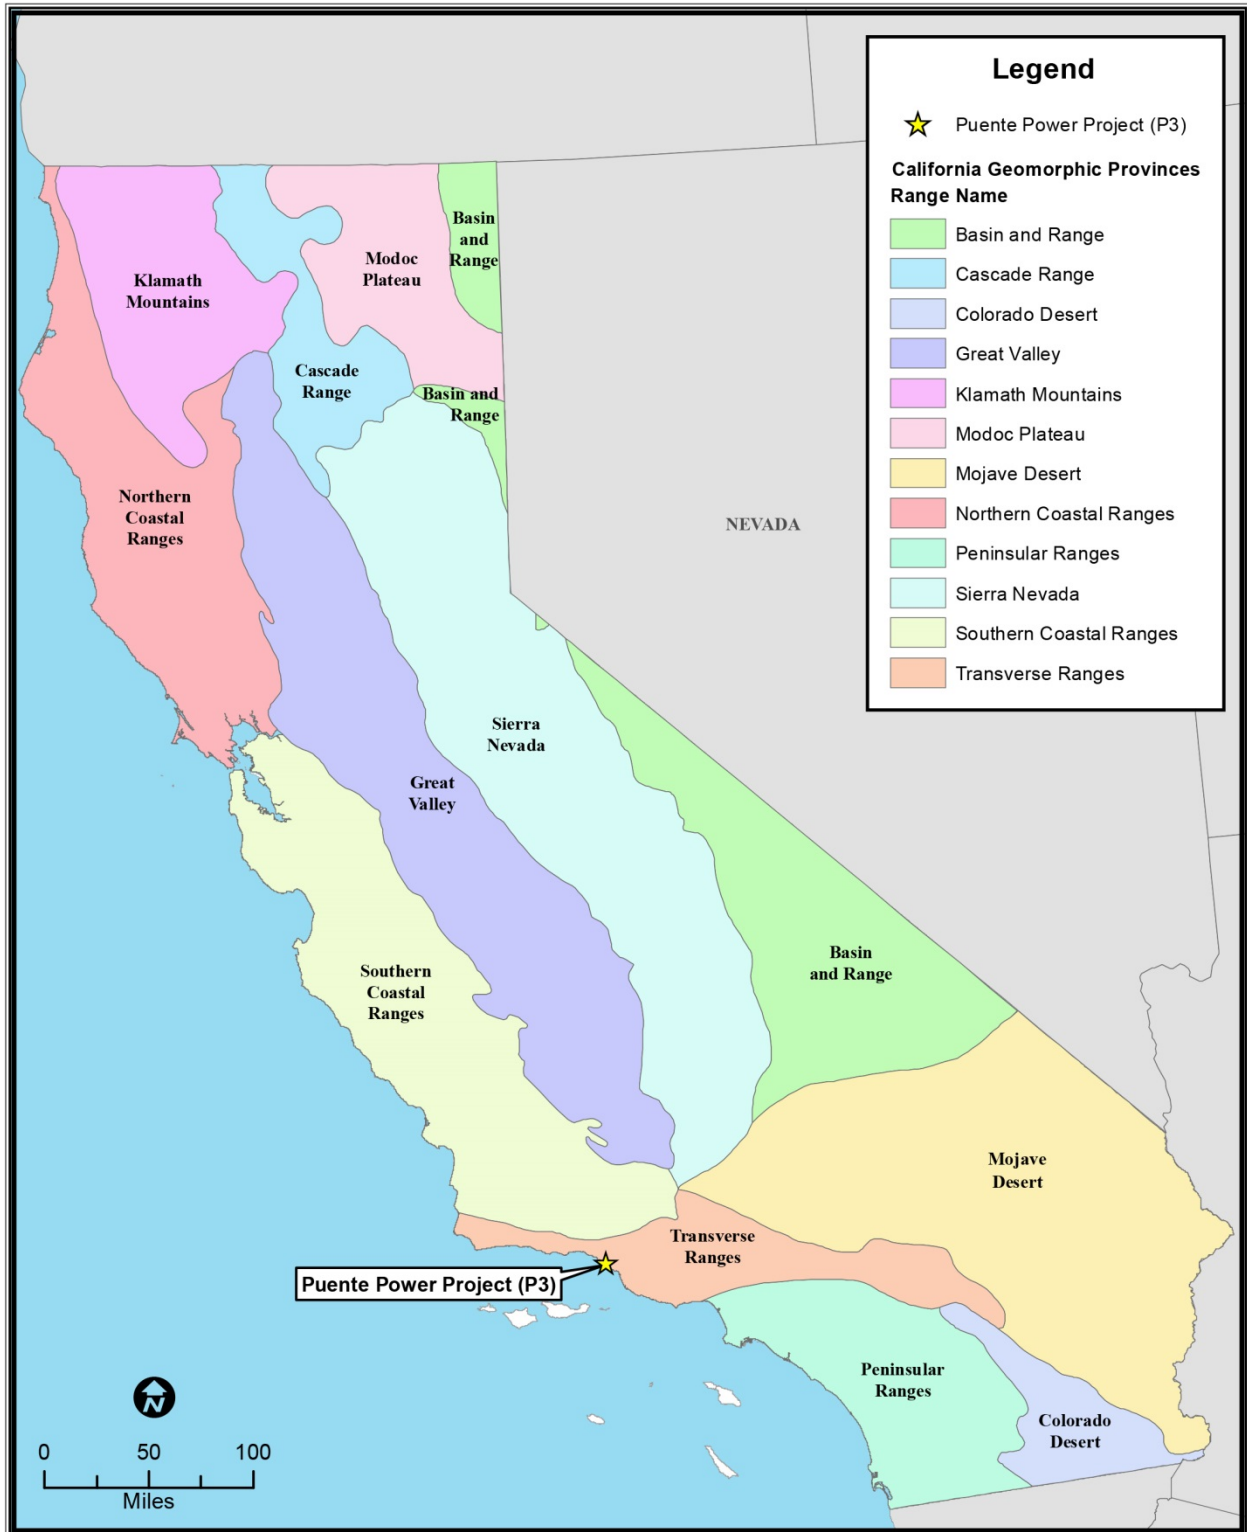 Legend
Puente Power Project (P3)
California Geomorphic Provinces
Range Name
Basin and Range
Cascade Range
Colorado Desert
Great Valley
Klamath Mountains
Modoc Plateau
Mojave Desert
Northern Coastal Ranges
Peninsular Ranges
Sierra Nevada
Southern Coastal Ranges
Transverse Ranges
Basin
and
Range
Modoc
Plateau
Klamath
Mountains
Cascade
Range
Basin and
Range
Northern
Coastal
Ranges
NEVADA
Sierra
Nevada
Great
Valley
Basin
and Range
Southern
Coastal
Ranges
Mojave
Desert
Transverse
Ranges
Puente Power Project (P3)
Peninsular
Ranges
Colorado
Desert
N
0 50 100
Miles